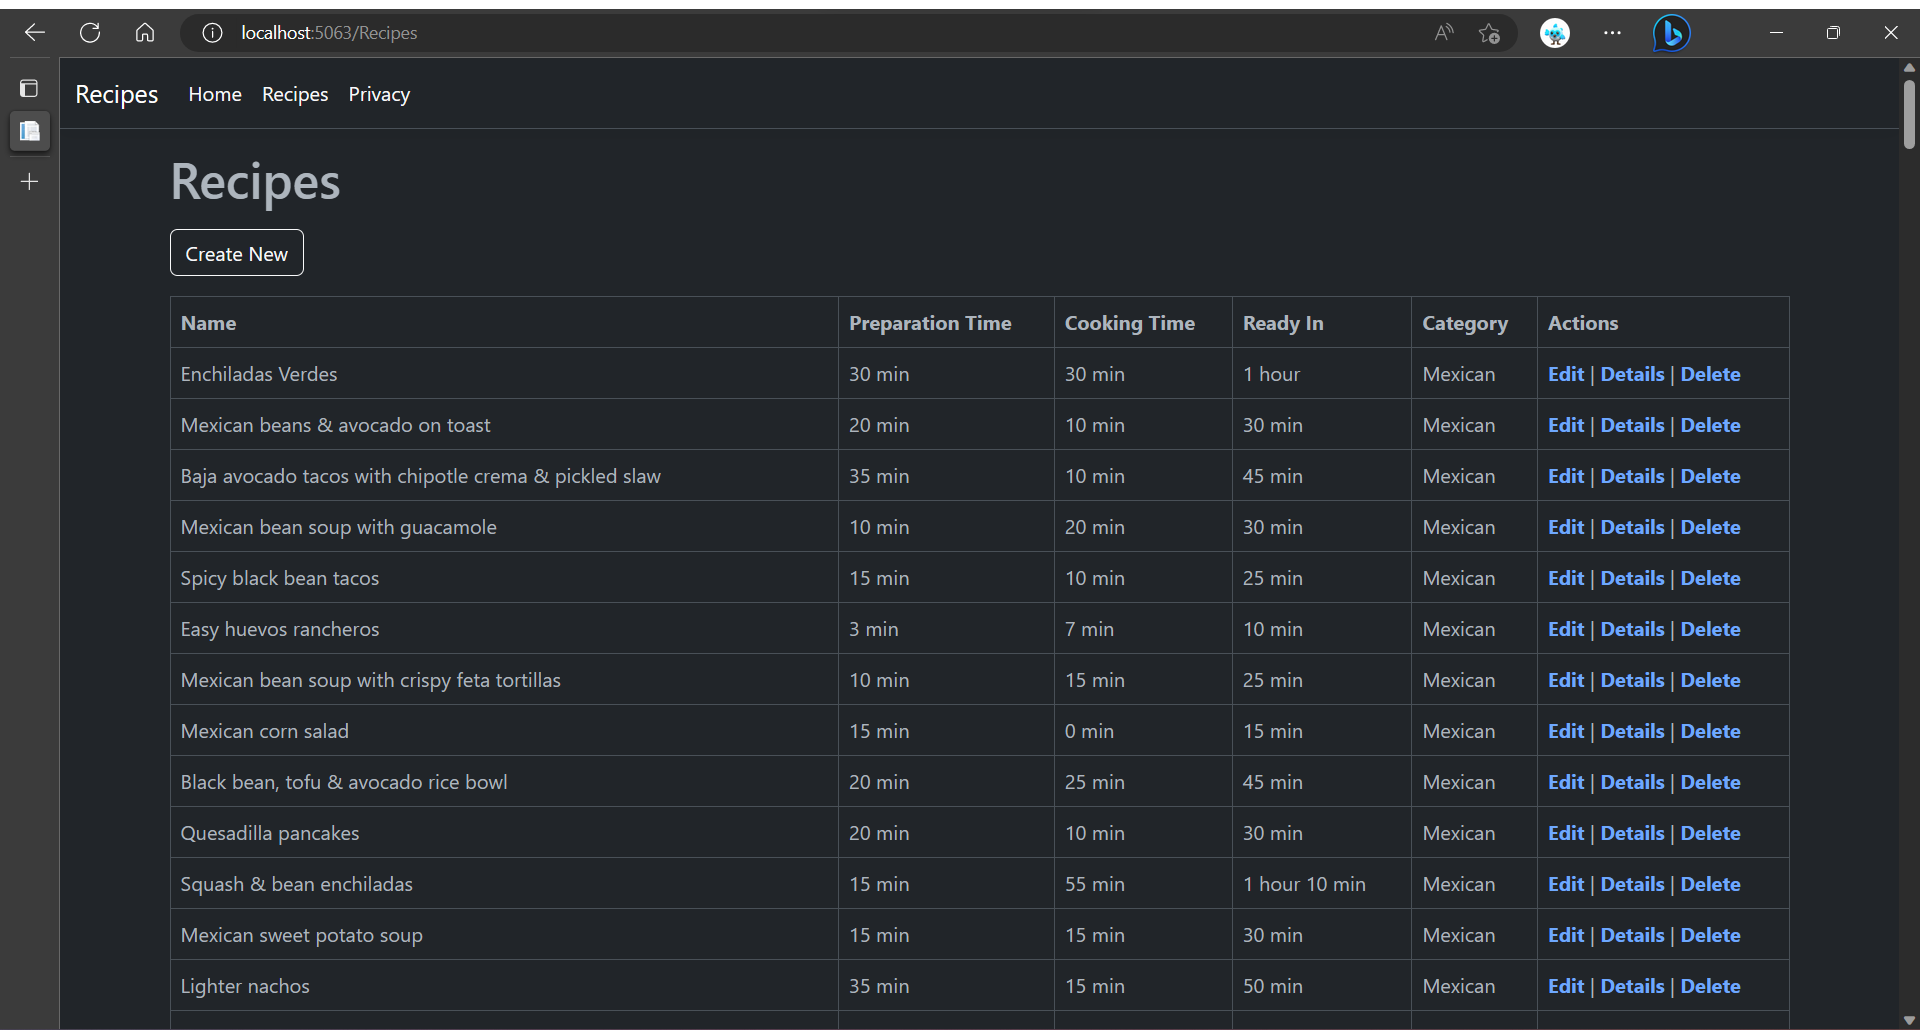 localhost:5063/Recipes
Recipes Home Recipes Privacy
Recipes
Create New
Name Preparation Time Cooking Time Ready In Category Actions
Enchiladas Verdes 30 min 30 min 1 hour Mexican Edit | Details | Delete
Mexican beans & avocado on toast 20 min 10 min 30 min Mexican Edit | Details | Delete
Baja avocado tacos with chipotle crema & pickled slaw 35 min 10 min 45 min Mexican Edit | Details | Delete
Mexican bean soup with guacamole 10 min 20 min 30 min Mexican Edit | Details | Delete
Spicy black bean tacos 15 min 10 min 25 min Mexican Edit | Details | Delete
Easy huevos rancheros 3 min 7 min 10 min Mexican Edit | Details | Delete
Mexican bean soup with crispy feta tortillas 10 min 15 min 25 min Mexican Edit | Details | Delete
Mexican corn salad 15 min 0 min 15 min Mexican Edit | Details | Delete
Black bean, tofu & avocado rice bowl 20 min 25 min 45 min Mexican Edit | Details | Delete
Quesadilla pancakes 20 min 10 min 30 min Mexican Edit | Details | Delete
Squash & bean enchiladas 15 min 55 min 1 hour 10 min Mexican Edit | Details | Delete
Mexican sweet potato soup 15 min 15 min 30 min Mexican Edit | Details | Delete
Lighter nachos 35 min 15 min 50 min Mexican Edit | Details | Delete